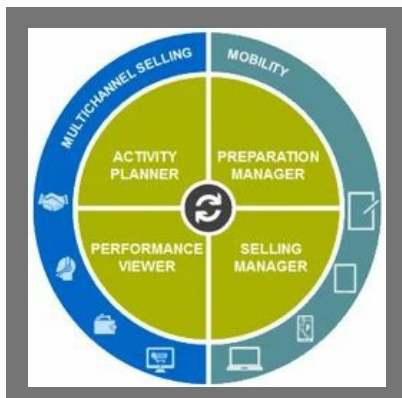 MULTICHANNEL SELLING
MOBILITY
ACTIVITY
PLANNER
PREPARATION
MANAGER
PERFORMANCE
VIEWER
SELLING
MANAGER